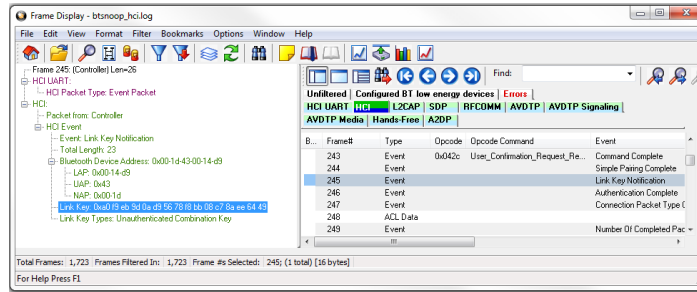 Frame Display - btsnoop_hci.log
File Edit View Format Filter Bookmarks Options Window Help
Find:
Frame 245: (Controller) Len=26
HCI UART:
HCI Packet Type: Event Packet
HCI:
Packet from: Controller
HCI Event
Event: Link Key Notification
Total Length: 23
Bluetooth Device Address: 0x00-1d-43-00-14-d9
LAP: 0x00-14-d9
UAP: 0x43
NAP: 0x00-1d
Link Key: 0xa0 f9 eb 9d 0a d9 56 78 f8 bb 08 c7 8a ee 64 49
Link Key Types: Unauthenticated Combination Key
Unfiltered Configured BT low energy devices Errors
HCI UART HCI L2CAP SDP RFCOMM AVDTP AVDTP Signaling
AVDTP Media Hands-Free A2DP
B... Frame# Type Opcode Opcode Command Event
243 Event 0x042c User_Confirmation_Request_Re... Command Complete
244 Event Simple Pairing Complete
245 Event Link Key Notification
246 Event Authentication Complete
247 Event Connection Packet Type C
248 ACL Data
249 Event Number Of Completed Pac
Total Frames: 1,723 Frames Filtered In: 1,723 Frame #s Selected: 245; (1 total) [16 bytes]
For Help Press F1